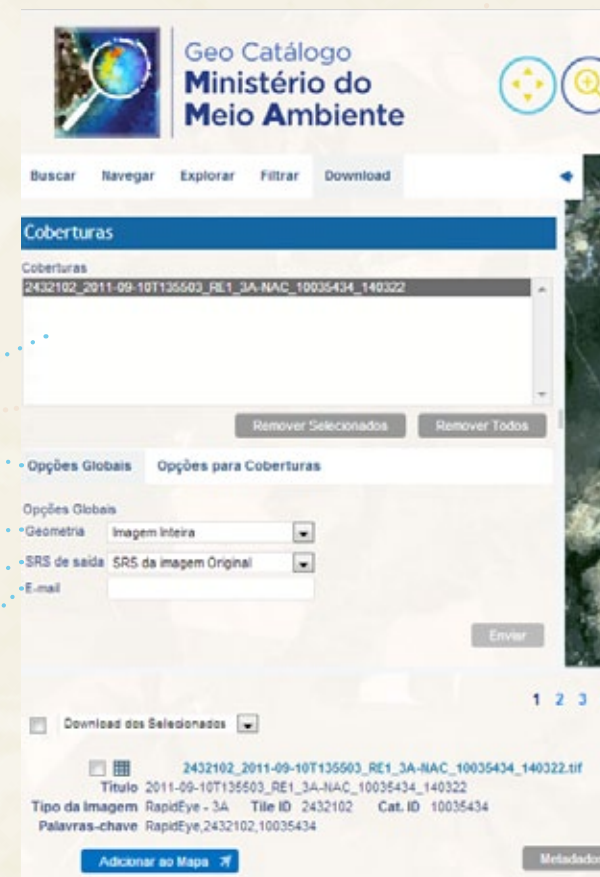 Geo Catálogo
Ministério do
Meio Ambiente
Buscar Navegar Explorar Filtrar Download
Coberturas
Coberturas
2432102_2011-09-10T135503_RE1_3A-NAC_10035434_140322
Remover Selecionados Remover Todos
Opções Globais Opções para Coberturas
Opções Globais
Geometria Imagem Inteira
SRS de saída SRS da imagem Original
E-mail
Enviar
1 2 3
Download dos Selecionados
2432102_2011-09-10T135503_RE1_3A-NAC_10035434_140322.tif
Título 2011-09-10T135503_RE1_3A-NAC_10035434_140322
Tipo da Imagem RapidEye - 3A Tile ID 2432102 Cat. ID 10035434
Palavras-chave RapidEye,2432102,10035434
Adicionar ao Mapa Metadados